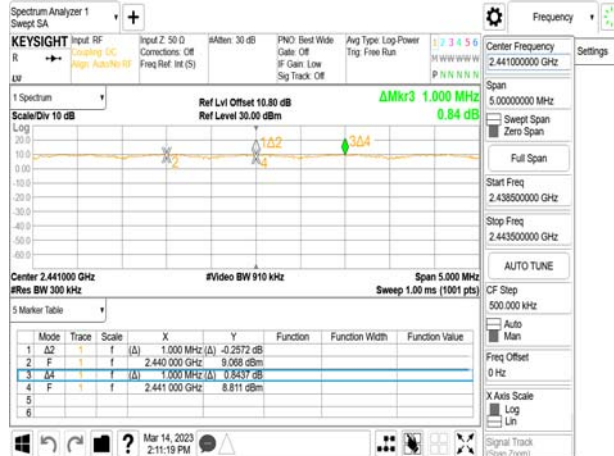 Spectrum Analyzer 1
Swept SA
+
Frequency
Settings
KEYSIGHT
R
Input: RF
Coupling: DC
Align: Auto/No RF
Input Z: 50 Ω
Corrections: Off
Freq Ref: Int (S)
#Atten: 30 dB
PNO: Best Wide
Gate: Off
IF Gain: Low
Sig Track: Off
Avg Type: Log-Power
Trig: Free Run
1 2 3 4 5 6
M W W W W W
P N N N N N
1 Spectrum
Scale/Div 10 dB
Log
Ref Lvl Offset 10.80 dB
Ref Level 30.00 dBm
ΔMkr3 1.000 MHz
0.84 dB
20.0
10.0
0.00
-10.0
-20.0
-30.0
-40.0
-50.0
-60.0
X2
1Δ2
X4
3Δ4
Center 2.441000 GHz
#Res BW 300 kHz
#Video BW 910 kHz
Span 5.000 MHz
Sweep 1.00 ms (1001 pts)
5 Marker Table
Mode Trace Scale X Y Function Function Width Function Value
1 Δ2 1 f (Δ) 1.000 MHz (Δ) -0.2572 dB
2 F 1 f 2.440 000 GHz 9.068 dBm
3 Δ4 1 f (Δ) 1.000 MHz (Δ) 0.8437 dB
4 F 1 f 2.441 000 GHz 8.811 dBm
5
6
Mar 14, 2023
2:11:19 PM
?
Center Frequency
2.441000000 GHz
Span
5.00000000 MHz
Swept Span
Zero Span
Full Span
Start Freq
2.438500000 GHz
Stop Freq
2.443500000 GHz
AUTO TUNE
CF Step
500.000 kHz
Auto
Man
Freq Offset
0 Hz
X Axis Scale
Log
Lin
Signal Track
(Span Zoom)